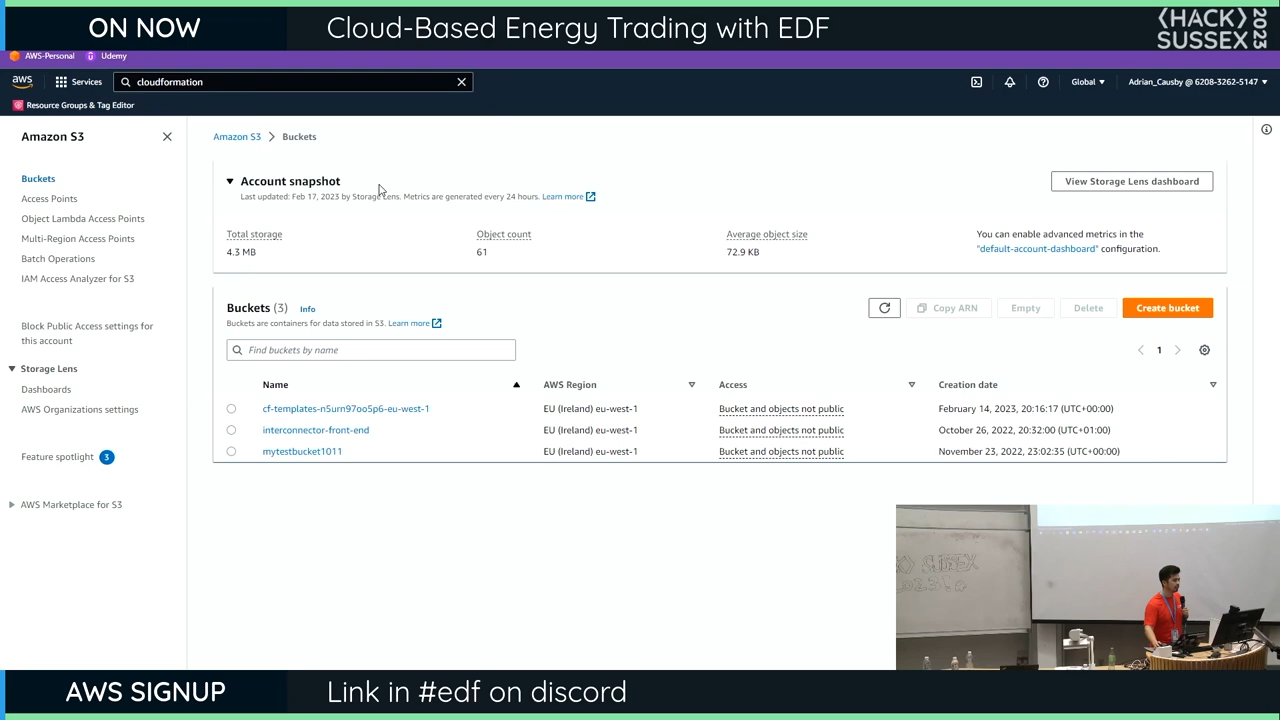 ON NOW
Cloud-Based Energy Trading with EDF
{HACK}
SUSSEX
2023
AWS-Personal
Udemy
aws
Services
cloudformation
Global
Adrian_Causby @ 6208-3262-5147
Resource Groups & Tag Editor
Amazon S3
Buckets
Access Points
Object Lambda Access Points
Multi-Region Access Points
Batch Operations
IAM Access Analyzer for S3
Block Public Access settings for
this account
Storage Lens
Dashboards
AWS Organizations settings
Feature spotlight 3
AWS Marketplace for S3
Amazon S3 > Buckets
Account snapshot
Last updated: Feb 17, 2023 by Storage Lens. Metrics are generated every 24 hours. Learn more
View Storage Lens dashboard
Total storage
4.3 MB
Object count
61
Average object size
72.9 KB
You can enable advanced metrics in the
"default-account-dashboard" configuration.
Buckets (3) Info
Buckets are containers for data stored in S3. Learn more
Copy ARN
Empty
Delete
Create bucket
Find buckets by name
1
Name AWS Region Access Creation date
cf-templates-n5urn97oo5p6-eu-west-1 EU (Ireland) eu-west-1 Bucket and objects not public February 14, 2023, 20:16:17 (UTC+00:00)
interconnector-front-end EU (Ireland) eu-west-1 Bucket and objects not public October 26, 2022, 20:32:00 (UTC+01:00)
mytestbucket1011 EU (Ireland) eu-west-1 Bucket and objects not public November 23, 2022, 23:02:35 (UTC+00:00)
SUSSEX
AWS SIGNUP
Link in #edf on discord